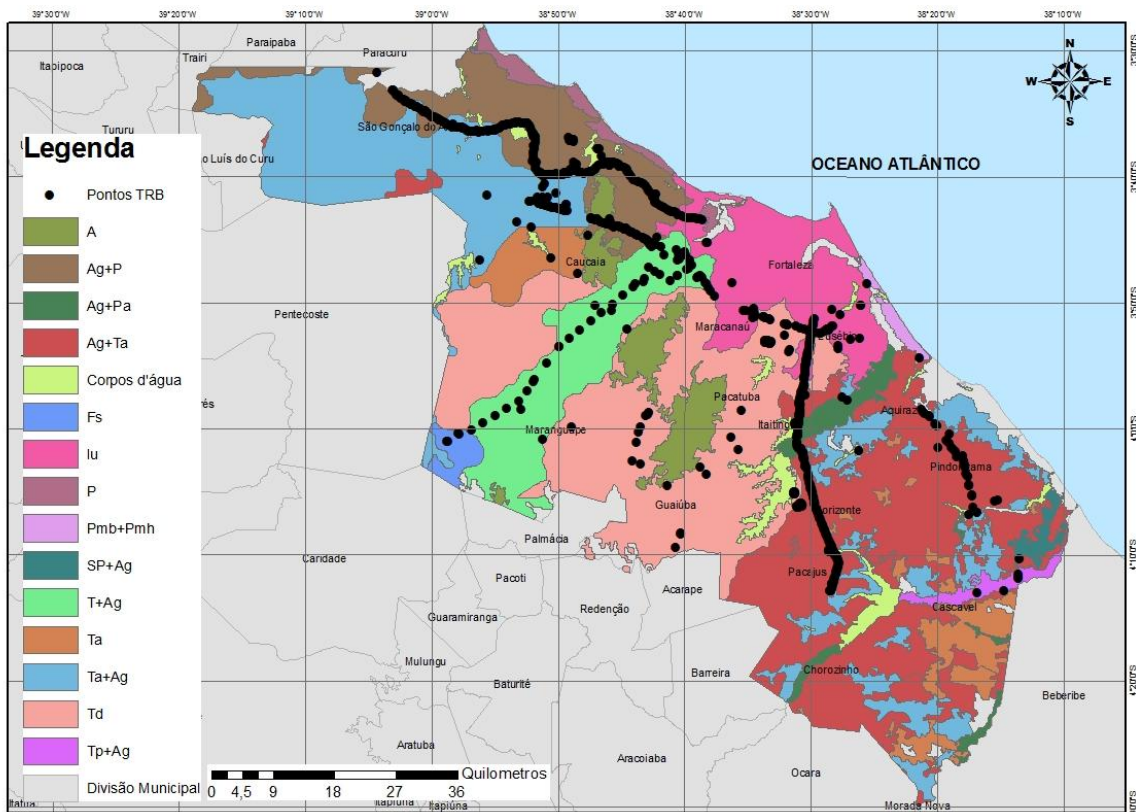 39°30'0"W 39°20'0"W 39°10'0"W 39°0'0"W 38°50'0"W 38°40'0"W 38°30'0"W 38°20'0"W 38°10'0"W
Paraipaba
Trairi
Paracuru
Itapipoca
N
W E
S
Tururu
São Gonçalo do
OCEANO ATLÂNTICO
Luís do Curu
Legenda
Pontos TRB
A
Ag+P
Ag+Pa
Ag+Ta
Corpos d'água
Fs
Iu
P
Pmb+Pmh
SP+Ag
T+Ag
Ta
Ta+Ag
Td
Tp+Ag
Divisão Municipal
Caucaia
Fortaleza
Pentecoste
Maracanaú
Eusébio
Pacatuba
Aquiraz
Itaiting
Maranguape
Pindoretama
Guaiúba
Horizonte
Palmácia
Caridade
Pacajus
Pacoti
Acarape
Redenção
Guaramiranga
Cascavel
Mulungu
Barreira
Chorozinho
Baturité
Beberibe
Aratuba
Aracoiaba
Ocara
Quilometros
0 4,5 9 18 27 36
Itapiúna Itapiúna Morada Nova